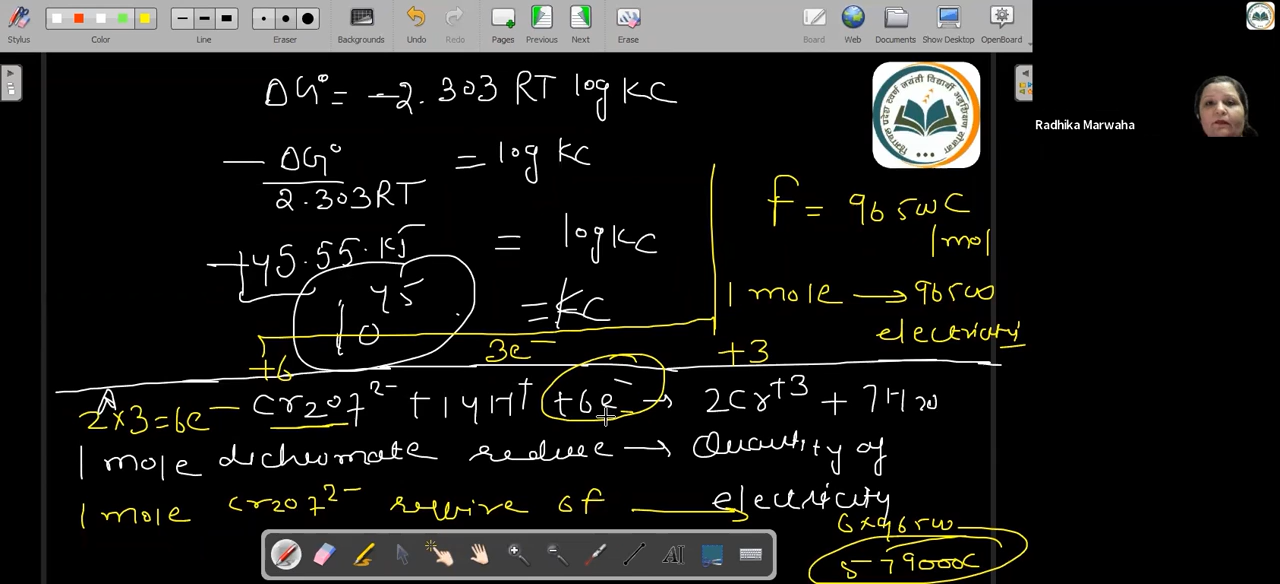 Stylus Color Line Eraser Backgrounds Undo Redo Pages Previous Next Erase Board Web Documents Show Desktop OpenBoard
Radhika Marwaha
ΔG° = -2.303 RT log KC
- ΔG° / 2.303RT = log KC
+45.55.KJ = log KC
10^45 = KC
F = 96500 C
/mol
1 mole → 96500
electricity
+6 3e⁻ +3
2×3=6e⁻ Cr2O7²⁻ + 14H⁺ + 6e⁻ → 2Cr⁺³ + 7H2O
1 mole dichromate reduce → Quantity of
electricity
1 mole Cr2O7²⁻ require 6f
6×96500
579000C
AI